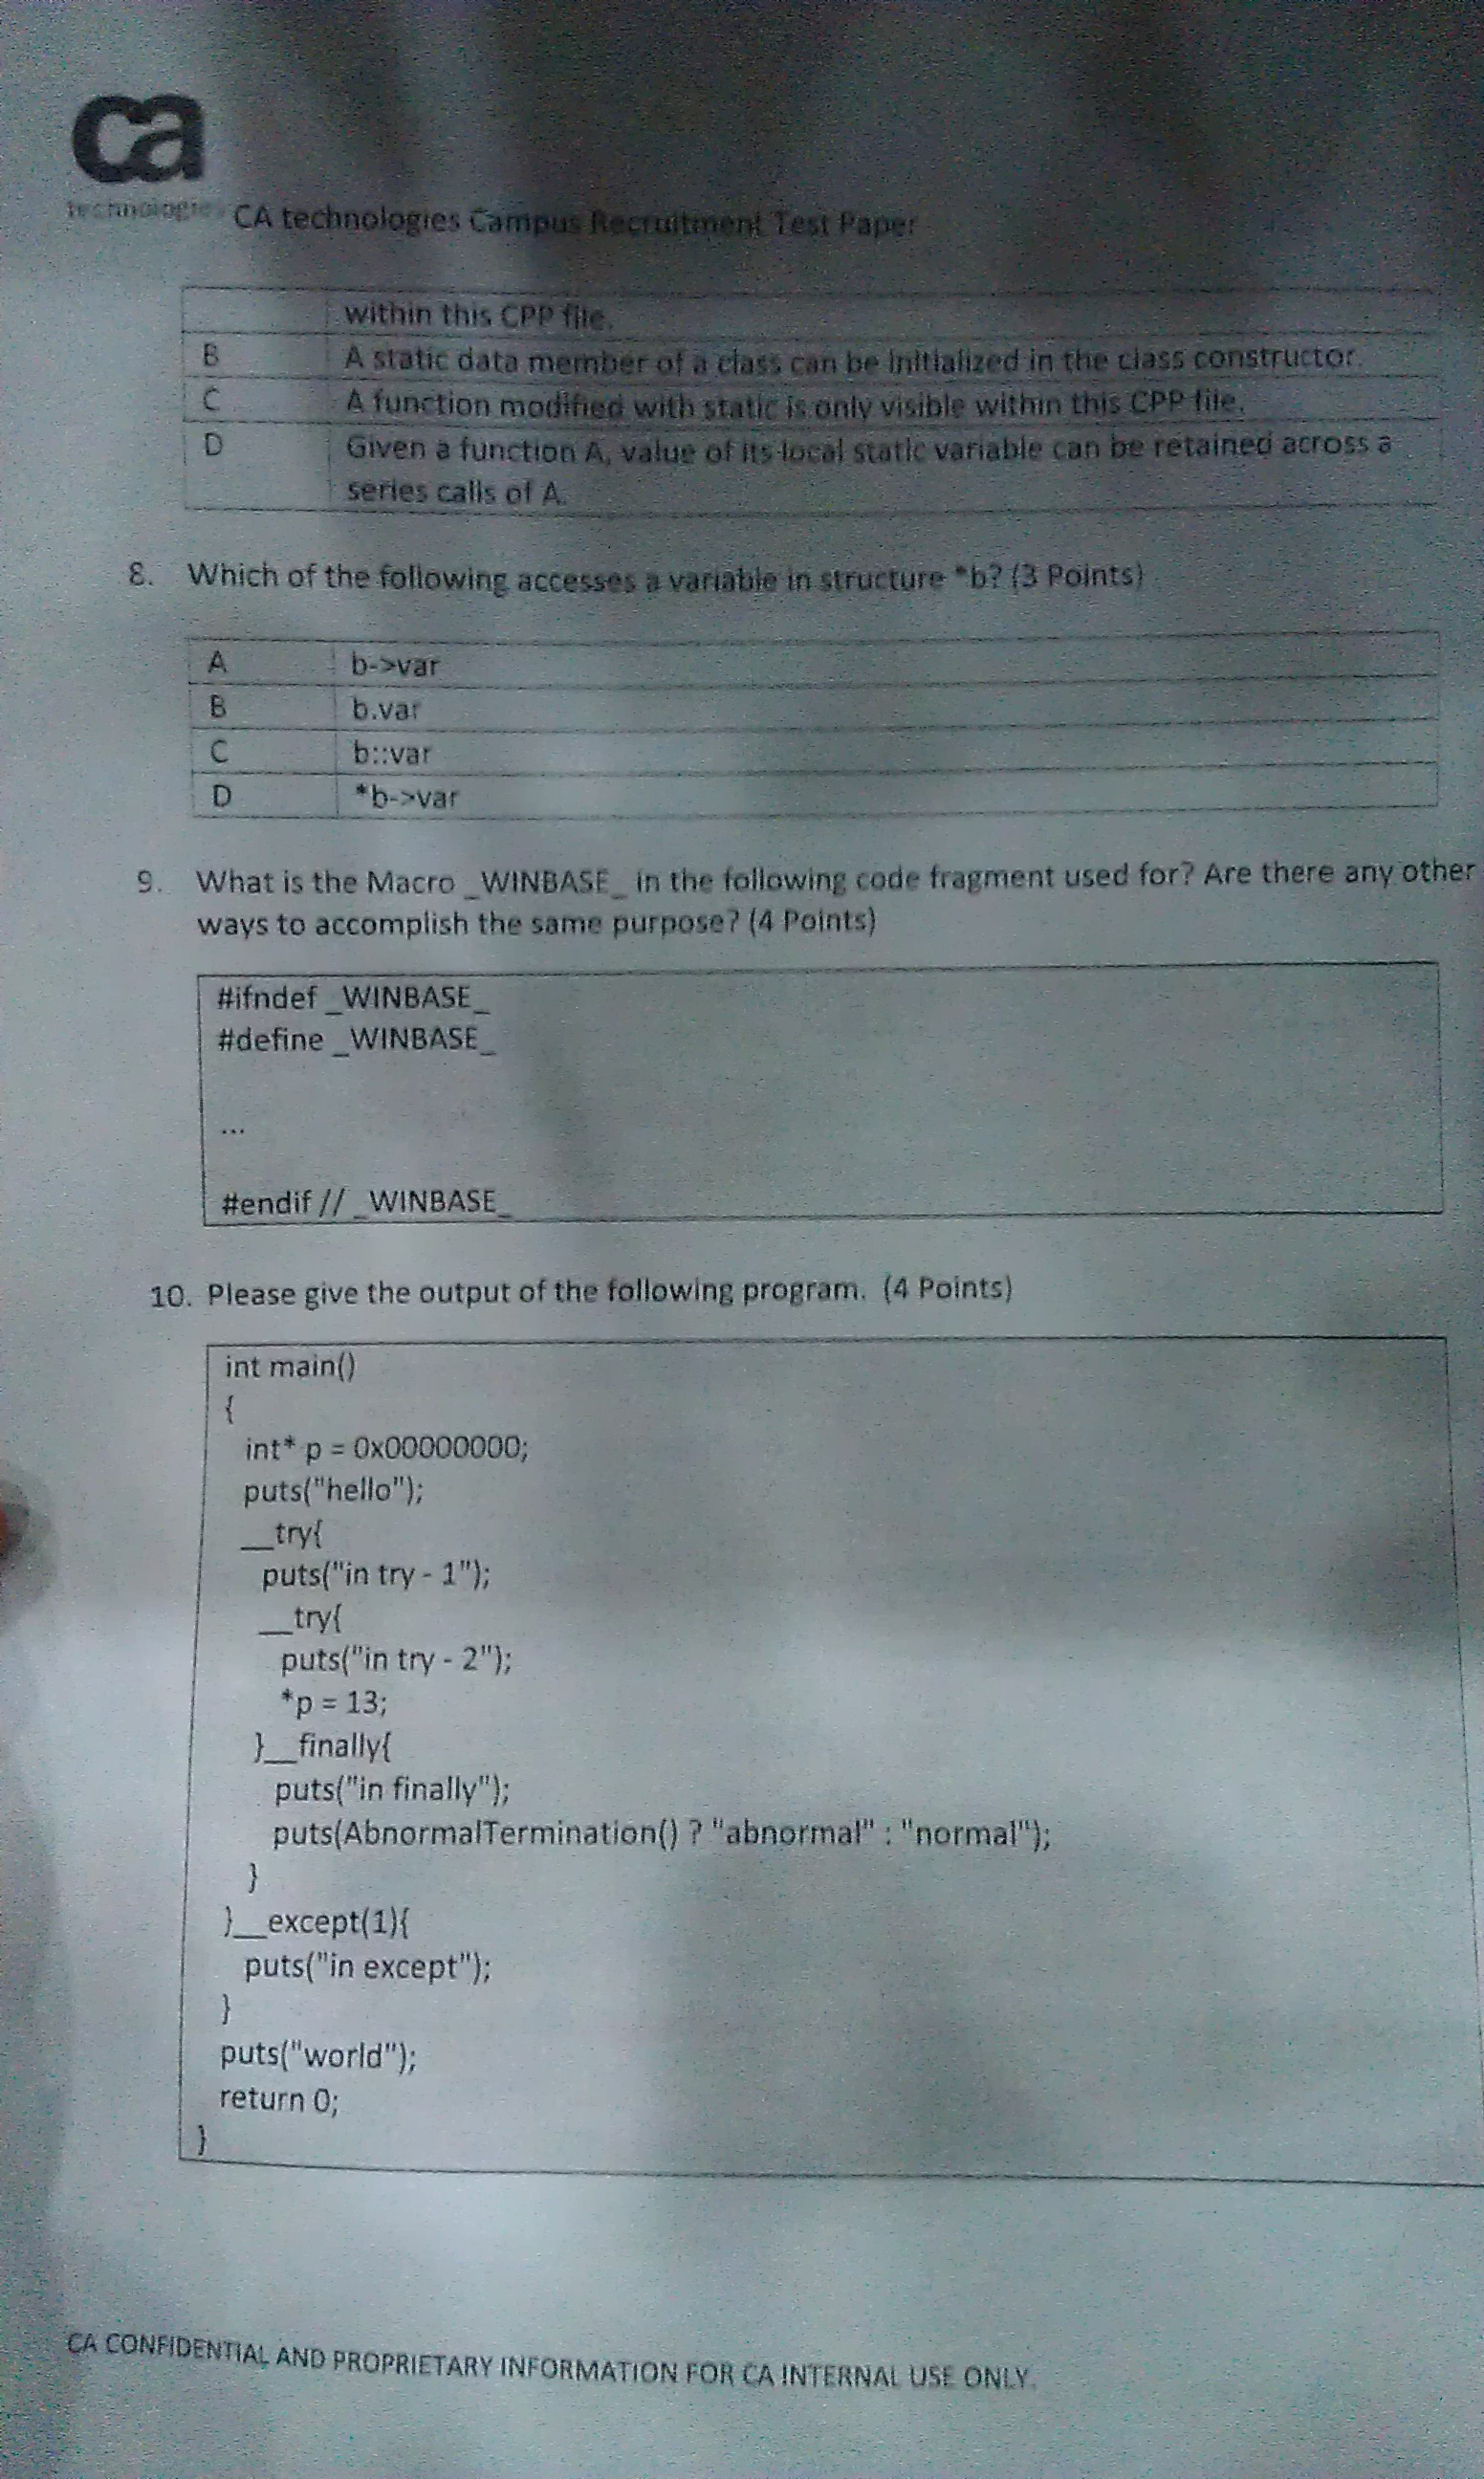 ca
technologies
CA technologies Campus Recruitment Test Paper
within this CPP file.
B A static data member of a class can be initialized in the class constructor.
C A function modified with static is only visible within this CPP file.
D Given a function A, value of its local static variable can be retained across a
series calls of A.
8. Which of the following accesses a variable in structure *b? (3 Points)
A b->var
B b.var
C b::var
D *b->var
9. What is the Macro _WINBASE_ in the following code fragment used for? Are there any other
ways to accomplish the same purpose? (4 Points)
#ifndef _WINBASE_
#define _WINBASE_
...
#endif // _WINBASE_
10. Please give the output of the following program. (4 Points)
int main()
{
int* p = 0x00000000;
puts("hello");
__try{
puts("in try - 1");
__try{
puts("in try - 2");
*p = 13;
}__finally{
puts("in finally");
puts(AbnormalTermination() ? "abnormal" : "normal");
}
}__except(1){
puts("in except");
}
puts("world");
return 0;
}
CA CONFIDENTIAL AND PROPRIETARY INFORMATION FOR CA INTERNAL USE ONLY.